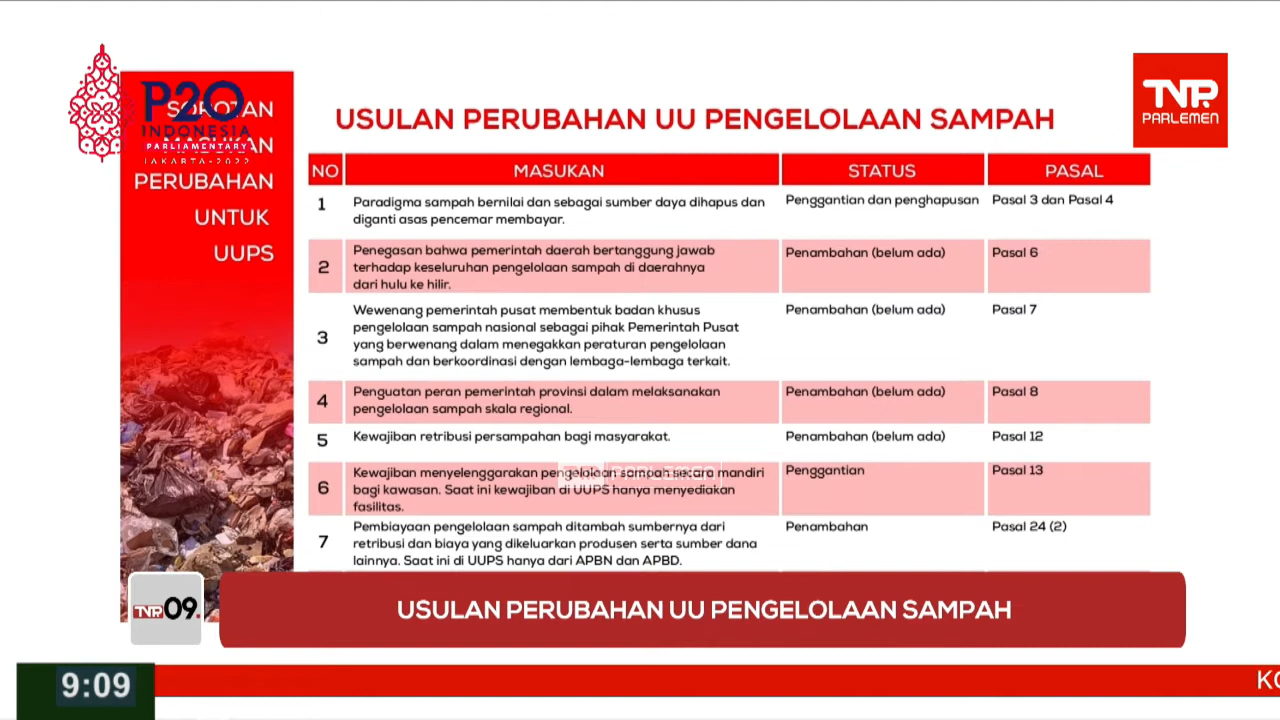 P20
INDONESIA
PARLIAMENTARY
JAKARTA-2022
SOROTAN
MASUKAN
PERUBAHAN
UNTUK
UUPS
TVP.
PARLEMEN
USULAN PERUBAHAN UU PENGELOLAAN SAMPAH
NO MASUKAN STATUS PASAL
1 Paradigma sampah bernilai dan sebagai sumber daya dihapus dan Penggantian dan penghapusan Pasal 3 dan Pasal 4
diganti asas pencemar membayar.
2 Penegasan bahwa pemerintah daerah bertanggung jawab Penambahan (belum ada) Pasal 6
terhadap keseluruhan pengelolaan sampah di daerahnya
dari hulu ke hilir.
3 Wewenang pemerintah pusat membentuk badan khusus Penambahan (belum ada) Pasal 7
pengelolaan sampah nasional sebagai pihak Pemerintah Pusat
yang berwenang dalam menegakkan peraturan pengelolaan
sampah dan berkoordinasi dengan lembaga-lembaga terkait.
4 Penguatan peran pemerintah provinsi dalam melaksanakan Penambahan (belum ada) Pasal 8
pengelolaan sampah skala regional.
5 Kewajiban retribusi persampahan bagi masyarakat. Penambahan (belum ada) Pasal 12
6 Kewajiban menyelenggarakan pengelolaan sampah secara mandiri Penggantian Pasal 13
bagi kawasan. Saat ini kewajiban di UUPS hanya menyediakan
fasilitas.
7 Pembiayaan pengelolaan sampah ditambah sumbernya dari Penambahan Pasal 24 (2)
retribusi dan biaya yang dikeluarkan produsen serta sumber dana
lainnya. Saat ini di UUPS hanya dari APBN dan APBD.
PARLEMEN
TVP 09.
USULAN PERUBAHAN UU PENGELOLAAN SAMPAH
9:09